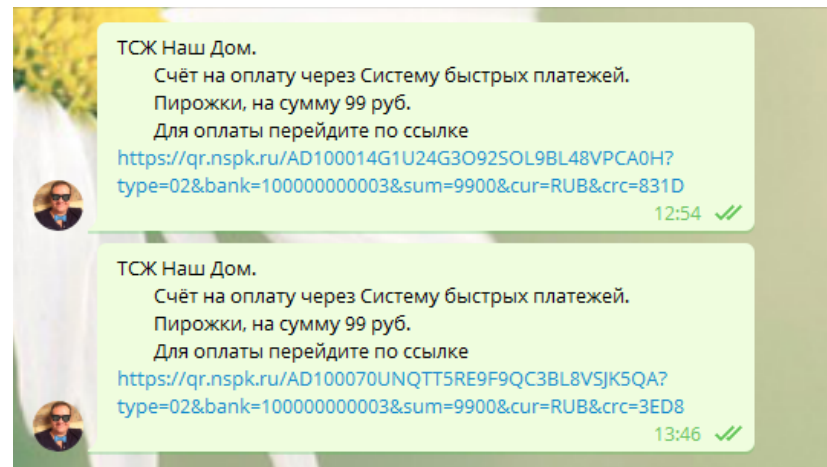 ТСЖ Наш Дом.
Счёт на оплату через Систему быстрых платежей.
Пирожки, на сумму 99 руб.
Для оплаты перейдите по ссылке
https://qr.nspk.ru/AD100014G1U24G3O92SOL9BL48VPCA0H?
type=02&bank=100000000003&sum=9900&cur=RUB&crc=831D
12:54
ТСЖ Наш Дом.
Счёт на оплату через Систему быстрых платежей.
Пирожки, на сумму 99 руб.
Для оплаты перейдите по ссылке
https://qr.nspk.ru/AD100070UNQTT5RE9F9QC3BL8VSJK5QA?
type=02&bank=100000000003&sum=9900&cur=RUB&crc=3ED8
13:46